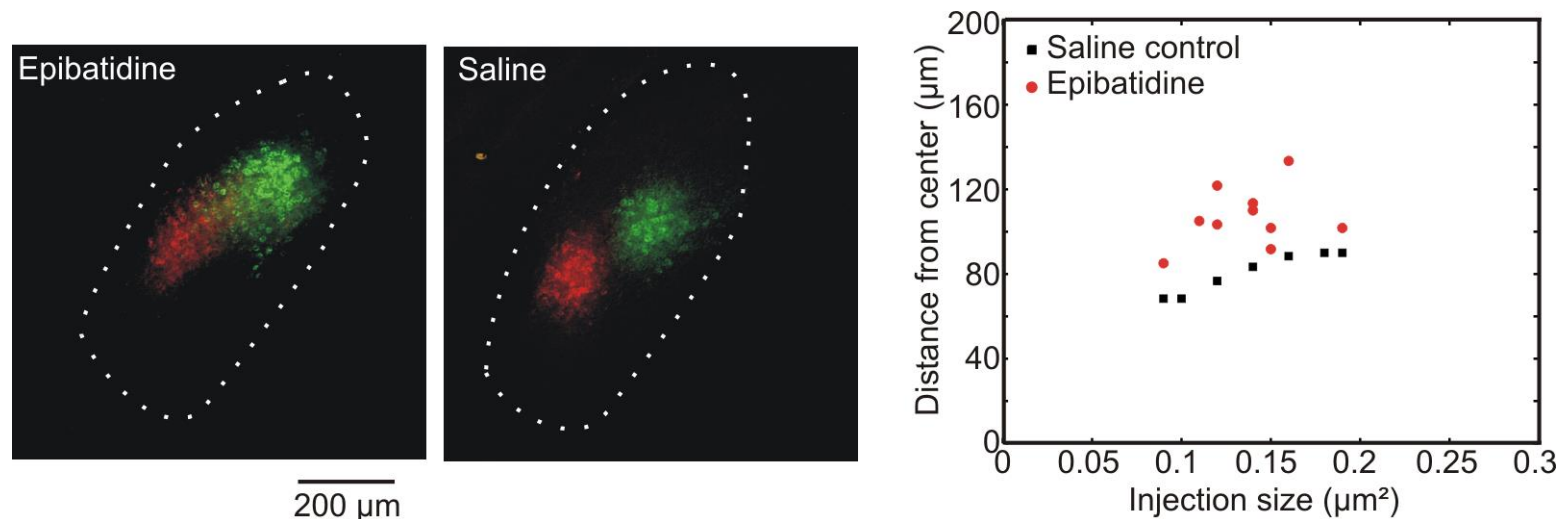 Epibatidine
Saline
200 µm
200
160
120
80
40
0
Distance from center (µm)
Saline control
Epibatidine
0
0.05
0.1
0.15
0.2
0.25
0.3
Injection size (µm²)